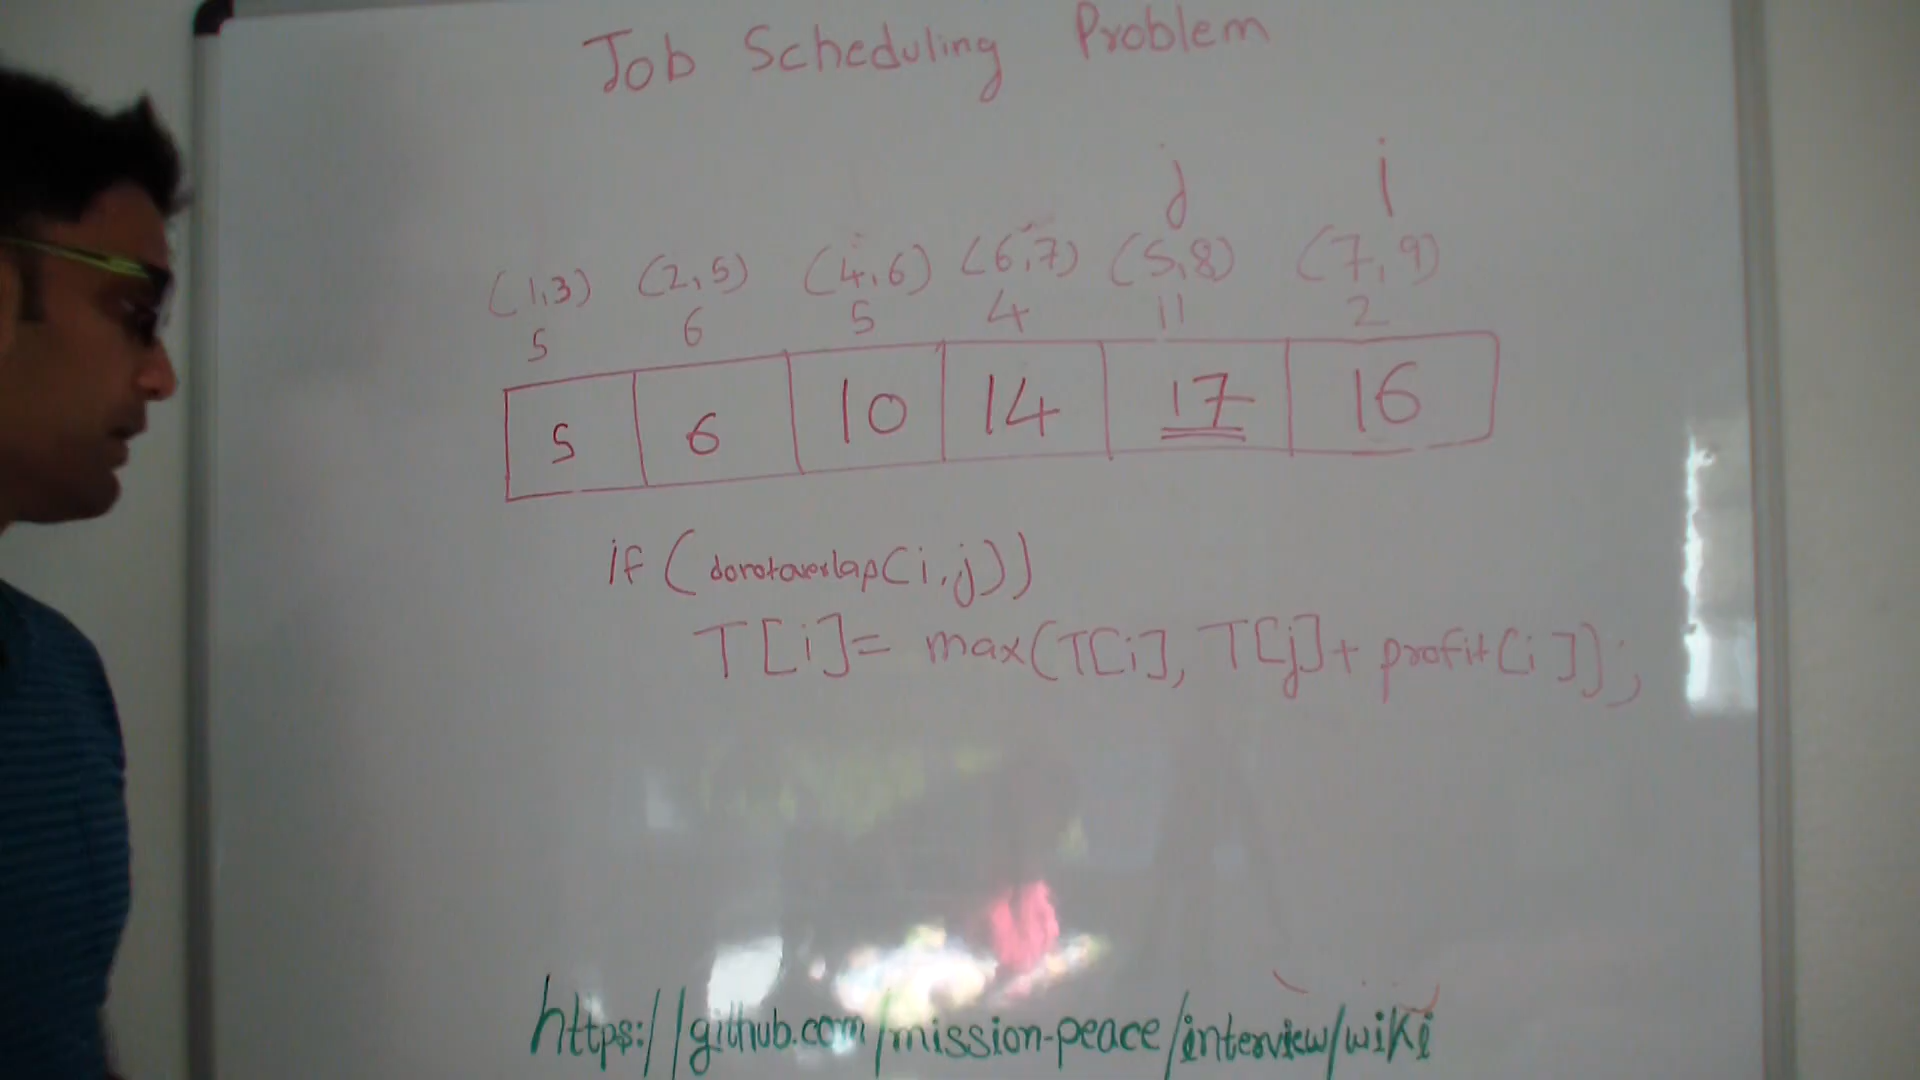 Job Scheduling Problem
j i
(1,3) (2,5) (4,6) (6,7) (5,8) (7,9)
5 6 5 4 11 2
5 6 10 14 17 16
if (donotoverlap(i,j))
T[i]= max(T[i], T[j]+ profit[i]);
https://github.com/mission-peace/interview/wiki